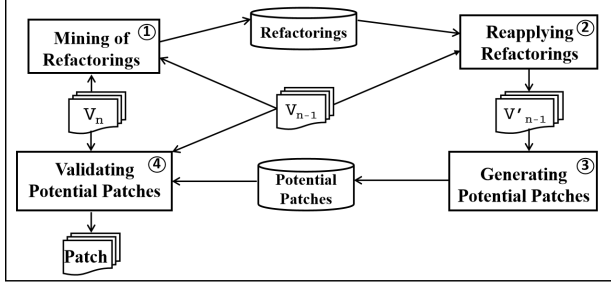 Mining of
Refactorings
①
Refactorings
Reapplying
Refactorings
②
Vn
Vn-1
V'n-1
Validating
Potential Patches
④
Potential
Patches
Generating
Potential Patches
③
Patch